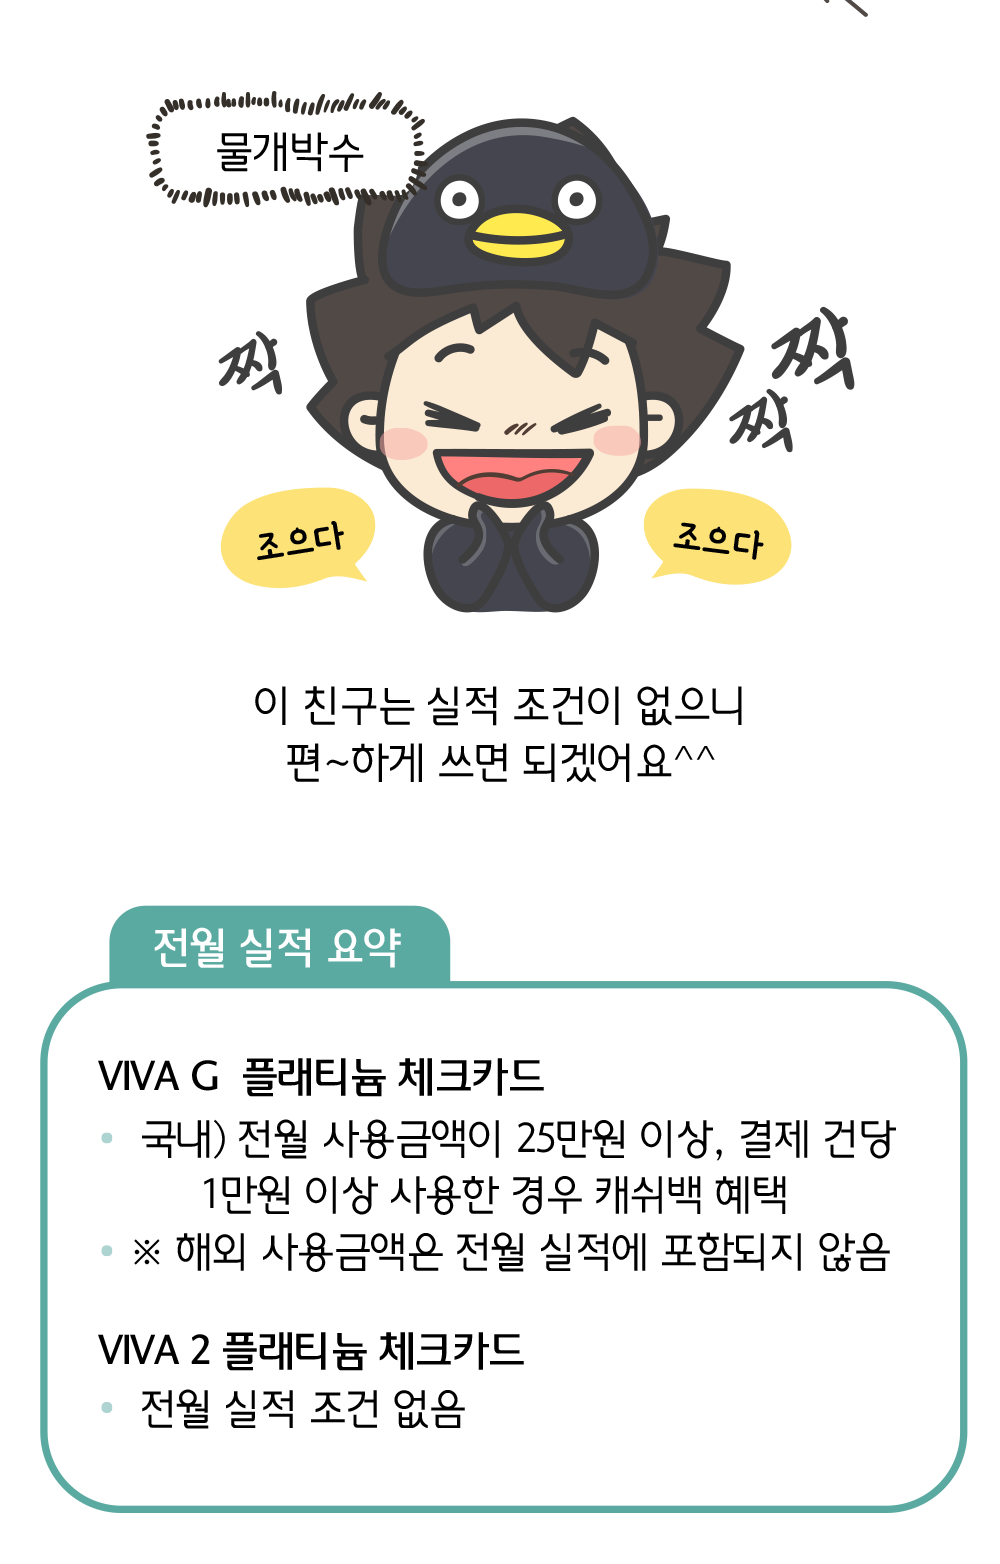 물개박수
짝
짝
짝
조으다
조으다
이 친구는 실적 조건이 없으니
편~하게 쓰면 되겠어요^^
전월 실적 요약
VIVA G 플래티늄 체크카드
• 국내) 전월 사용금액이 25만원 이상, 결제 건당
1만원 이상 사용한 경우 캐쉬백 혜택
• ※ 해외 사용금액은 전월 실적에 포함되지 않음
VIVA 2 플래티늄 체크카드
• 전월 실적 조건 없음